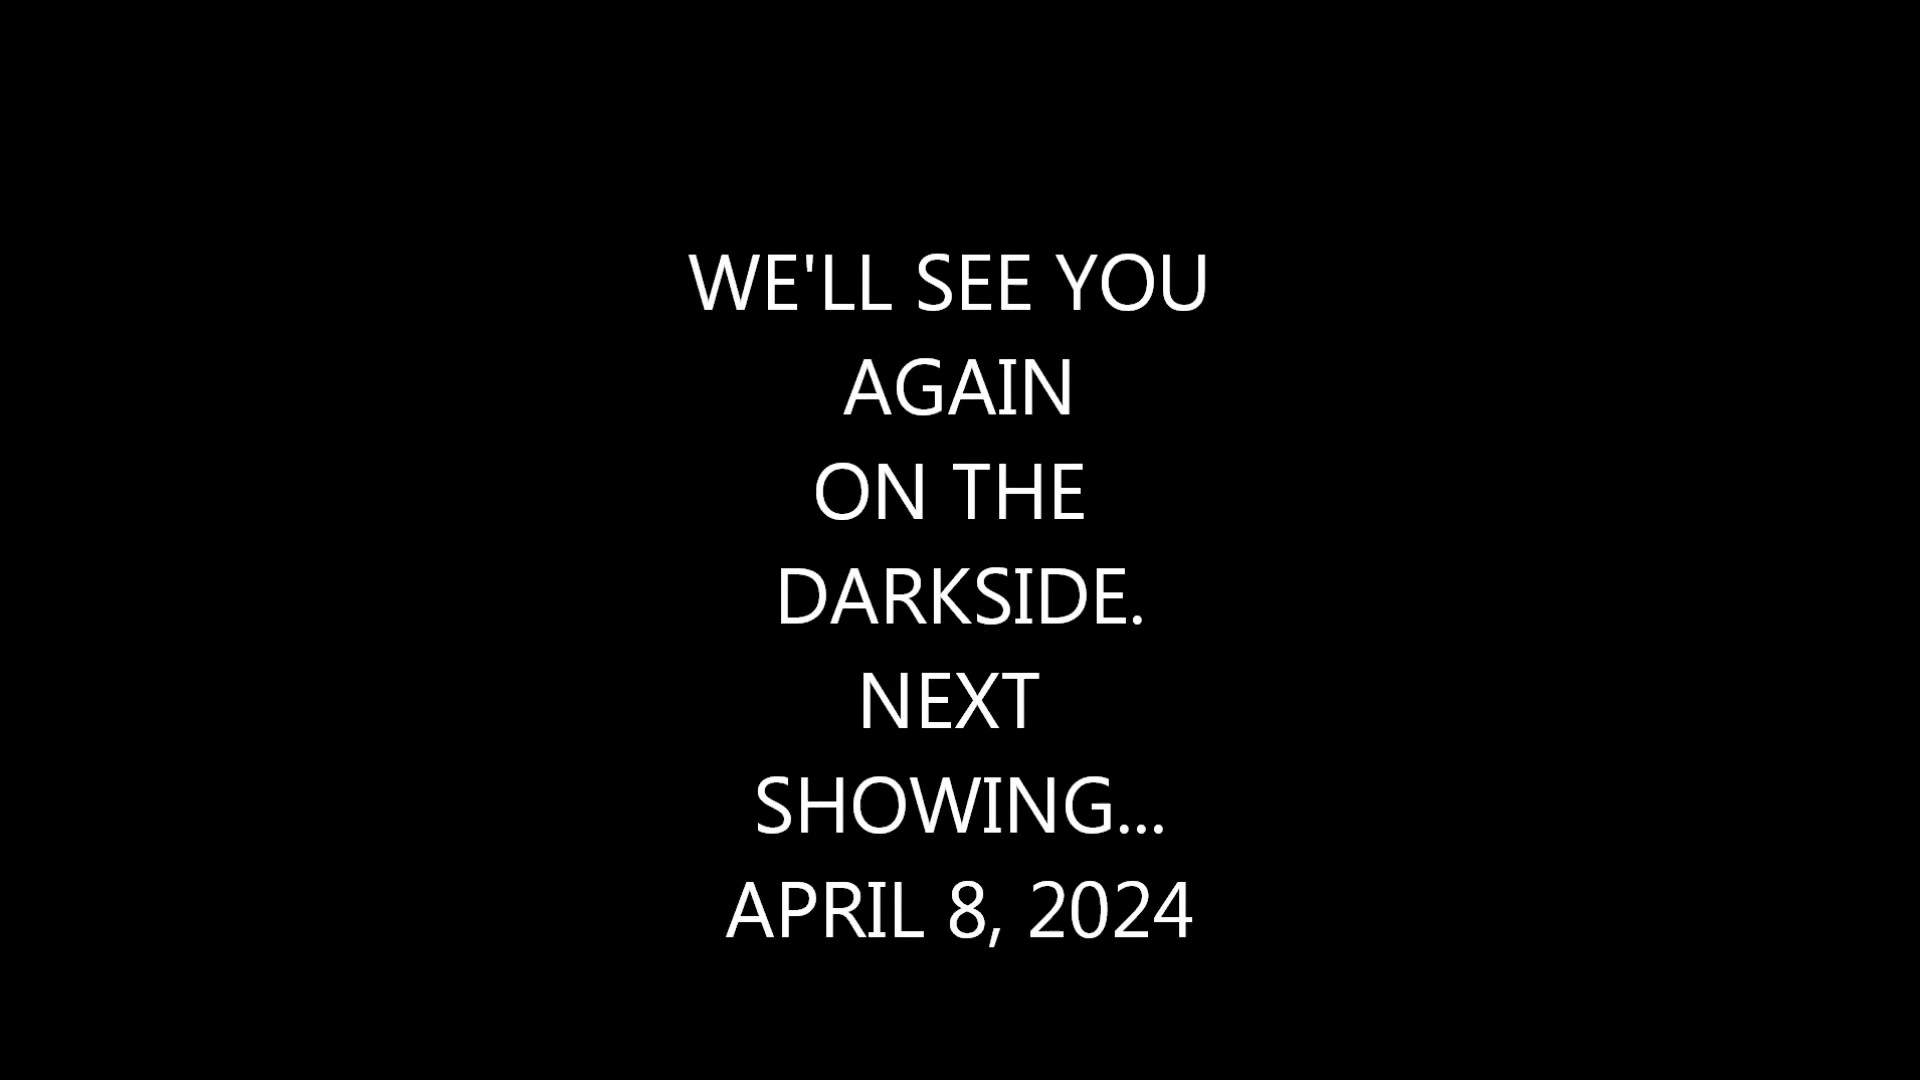 WE'LL SEE YOU
AGAIN
ON THE
DARKSIDE.
NEXT
SHOWING...
APRIL 8, 2024